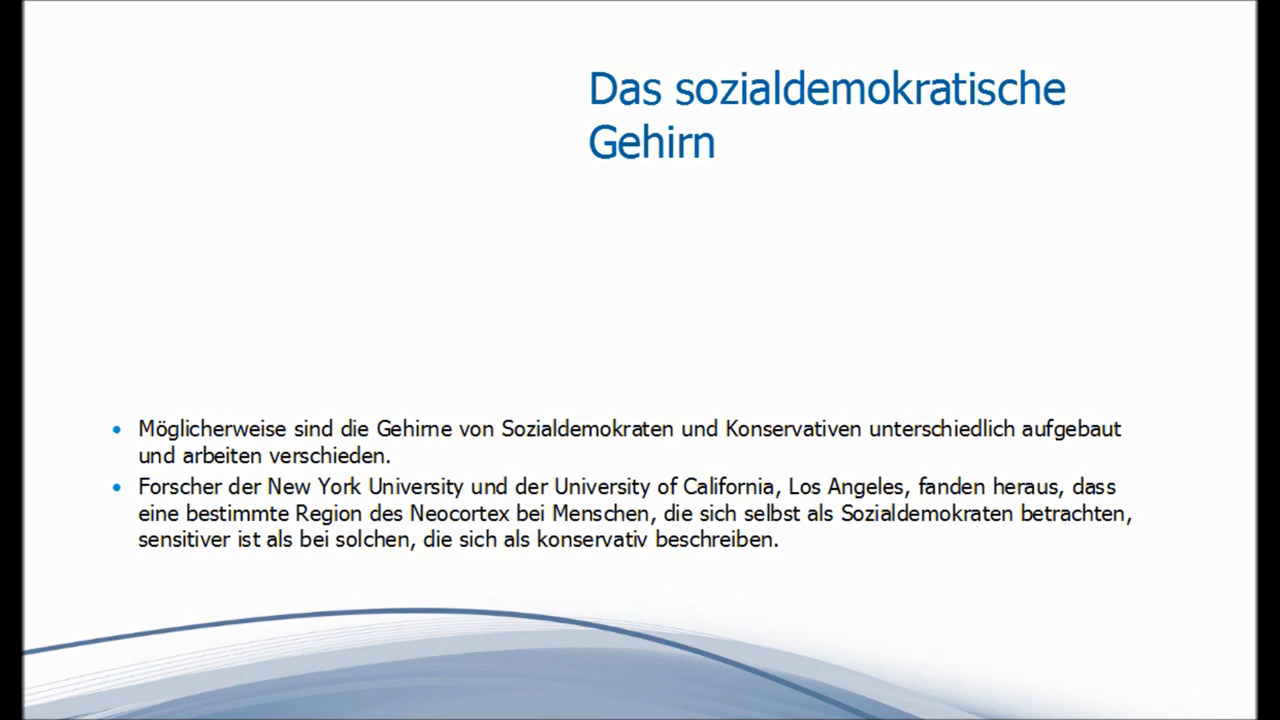 Das sozialdemokratische
Gehirn
• Möglicherweise sind die Gehirne von Sozialdemokraten und Konservativen unterschiedlich aufgebaut
und arbeiten verschieden.
• Forscher der New York University und der University of California, Los Angeles, fanden heraus, dass
eine bestimmte Region des Neocortex bei Menschen, die sich selbst als Sozialdemokraten betrachten,
sensitiver ist als bei solchen, die sich als konservativ beschreiben.